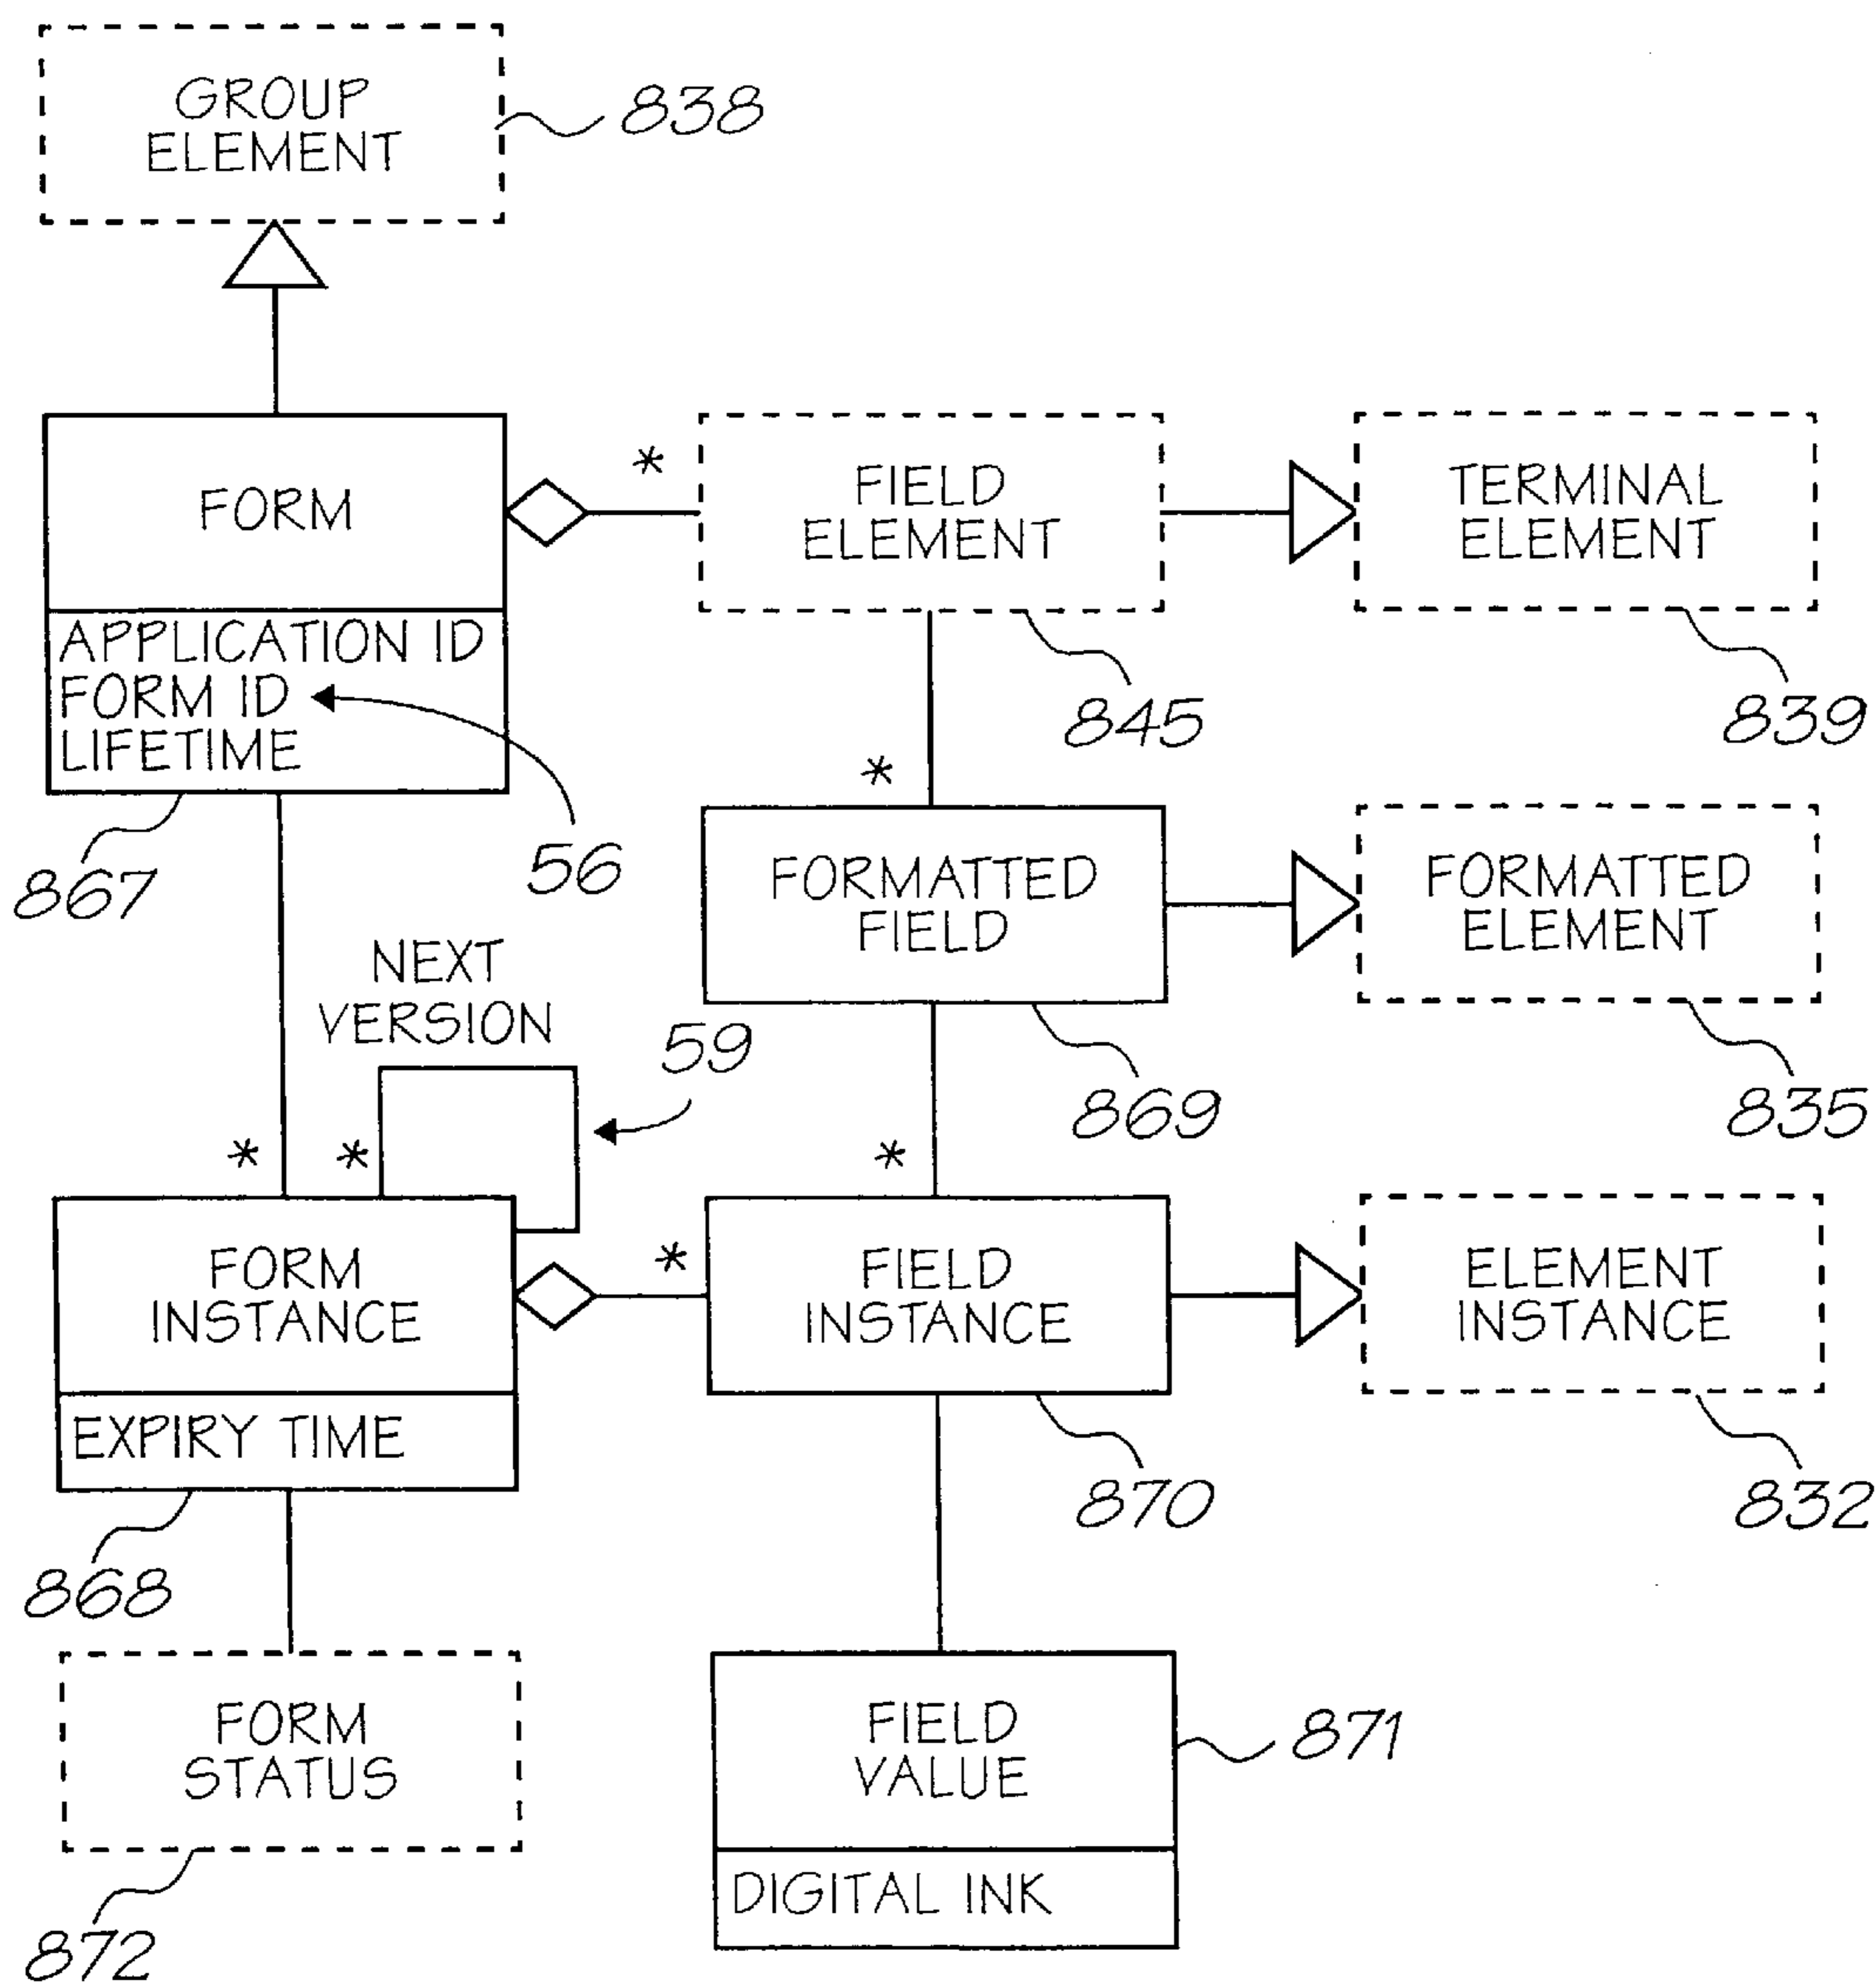 GROUP
ELEMENT
838
FORM
APPLICATION ID
FORM ID
LIFETIME
867
56
*
FIELD
ELEMENT
845
TERMINAL
ELEMENT
839
*
FORMATTED
FIELD
869
FORMATTED
ELEMENT
835
NEXT
VERSION
59
*
*
*
FORM
INSTANCE
EXPIRY TIME
868
*
FIELD
INSTANCE
870
ELEMENT
INSTANCE
832
FORM
STATUS
872
FIELD
VALUE
DIGITAL INK
871